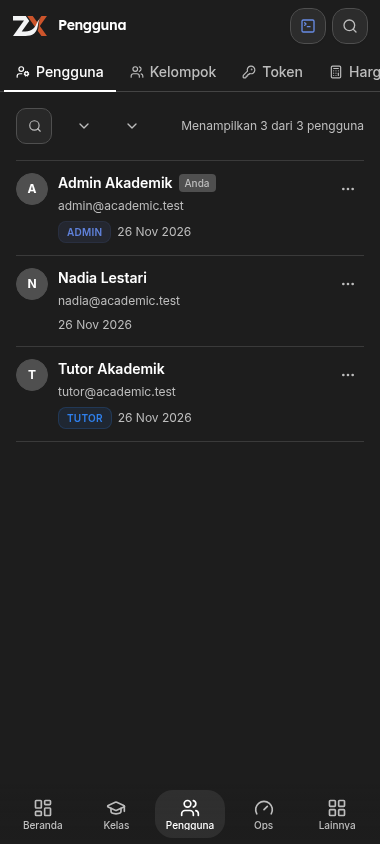 ZX Pengguna
Pengguna Kelompok Token Harg
Menampilkan 3 dari 3 pengguna
A Admin Akademik Anda
admin@academic.test
ADMIN 26 Nov 2026
N Nadia Lestari
nadia@academic.test
26 Nov 2026
T Tutor Akademik
tutor@academic.test
TUTOR 26 Nov 2026
Beranda Kelas Pengguna Ops Lainnya